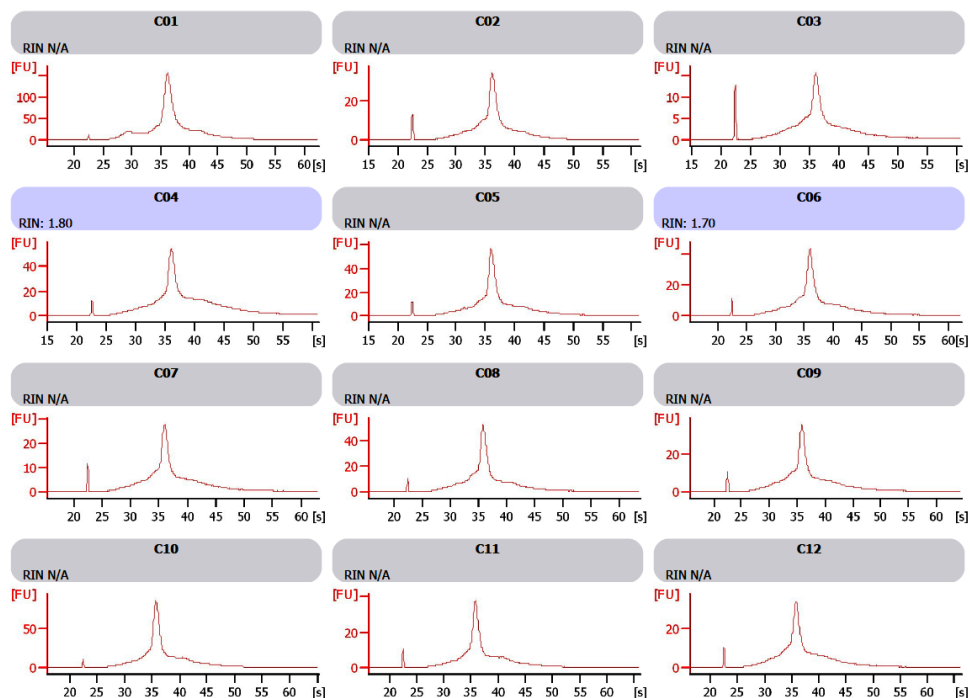 C01
RIN N/A
[FU]
100
50
0
20 25 30 35 40 45 50 55 60 [s]
C02
RIN N/A
[FU]
20
0
15 20 25 30 35 40 45 50 55 [s]
C03
RIN N/A
[FU]
10
5
0
15 20 25 30 35 40 45 50 55 [s]
C04
RIN: 1.80
[FU]
40
20
0
15 20 25 30 35 40 45 50 55 60 [s]
C05
RIN N/A
[FU]
40
20
0
15 20 25 30 35 40 45 50 55 [s]
C06
RIN: 1.70
[FU]
20
0
20 25 30 35 40 45 50 55 60 [s]
C07
RIN N/A
[FU]
20
10
0
20 25 30 35 40 45 50 55 60 [s]
C08
RIN N/A
[FU]
40
20
0
20 25 30 35 40 45 50 55 60 [s]
C09
RIN N/A
[FU]
20
0
20 25 30 35 40 45 50 55 60 [s]
C10
RIN N/A
[FU]
50
0
20 25 30 35 40 45 50 55 60 [s]
C11
RIN N/A
[FU]
20
0
20 25 30 35 40 45 50 55 60 [s]
C12
RIN N/A
[FU]
20
0
20 25 30 35 40 45 50 55 60 [s]